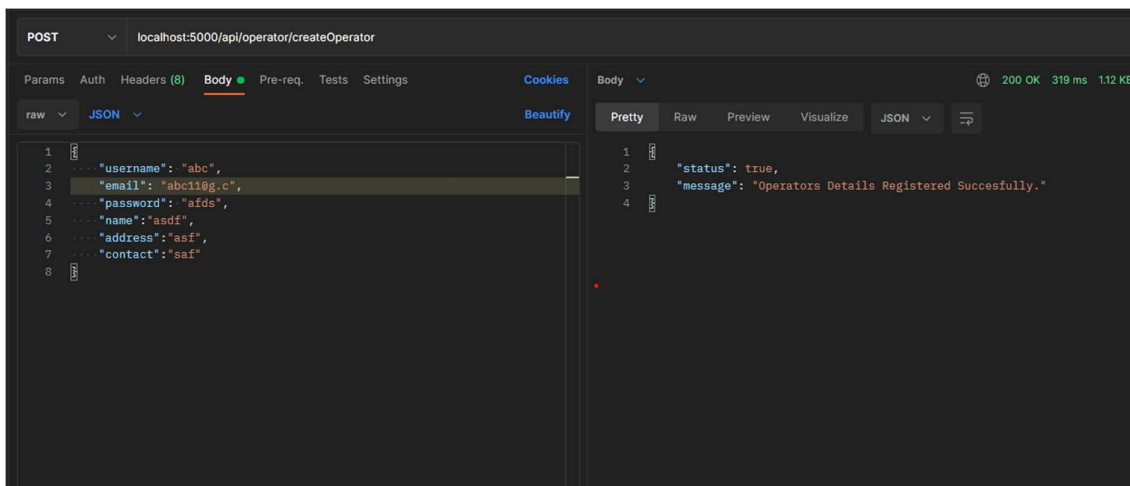 POST localhost:5000/api/operator/createOperator
Params Auth Headers (8) Body Pre-req. Tests Settings Cookies
raw JSON Beautify
1 {
2 "username": "abc",
3 "email": "abc11@g.c",
4 "password": "afds",
5 "name":"asdf",
6 "address":"asf",
7 "contact":"saf"
8 }
Body 200 OK 319 ms 1.12 KB
Pretty Raw Preview Visualize JSON
1 {
2 "status": true,
3 "message": "Operators Details Registered Succesfully."
4 }